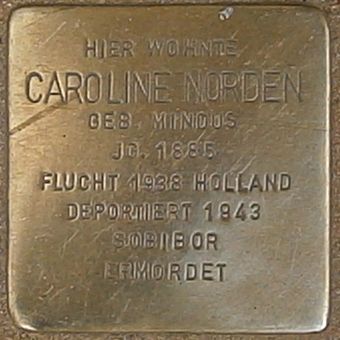 HIER WOHNTE
CAROLINE NORDEN
GEB. MINDUS
JG. 1885
FLUCHT 1938 HOLLAND
DEPORTIERT 1943
SOBIBOR
ERMORDET